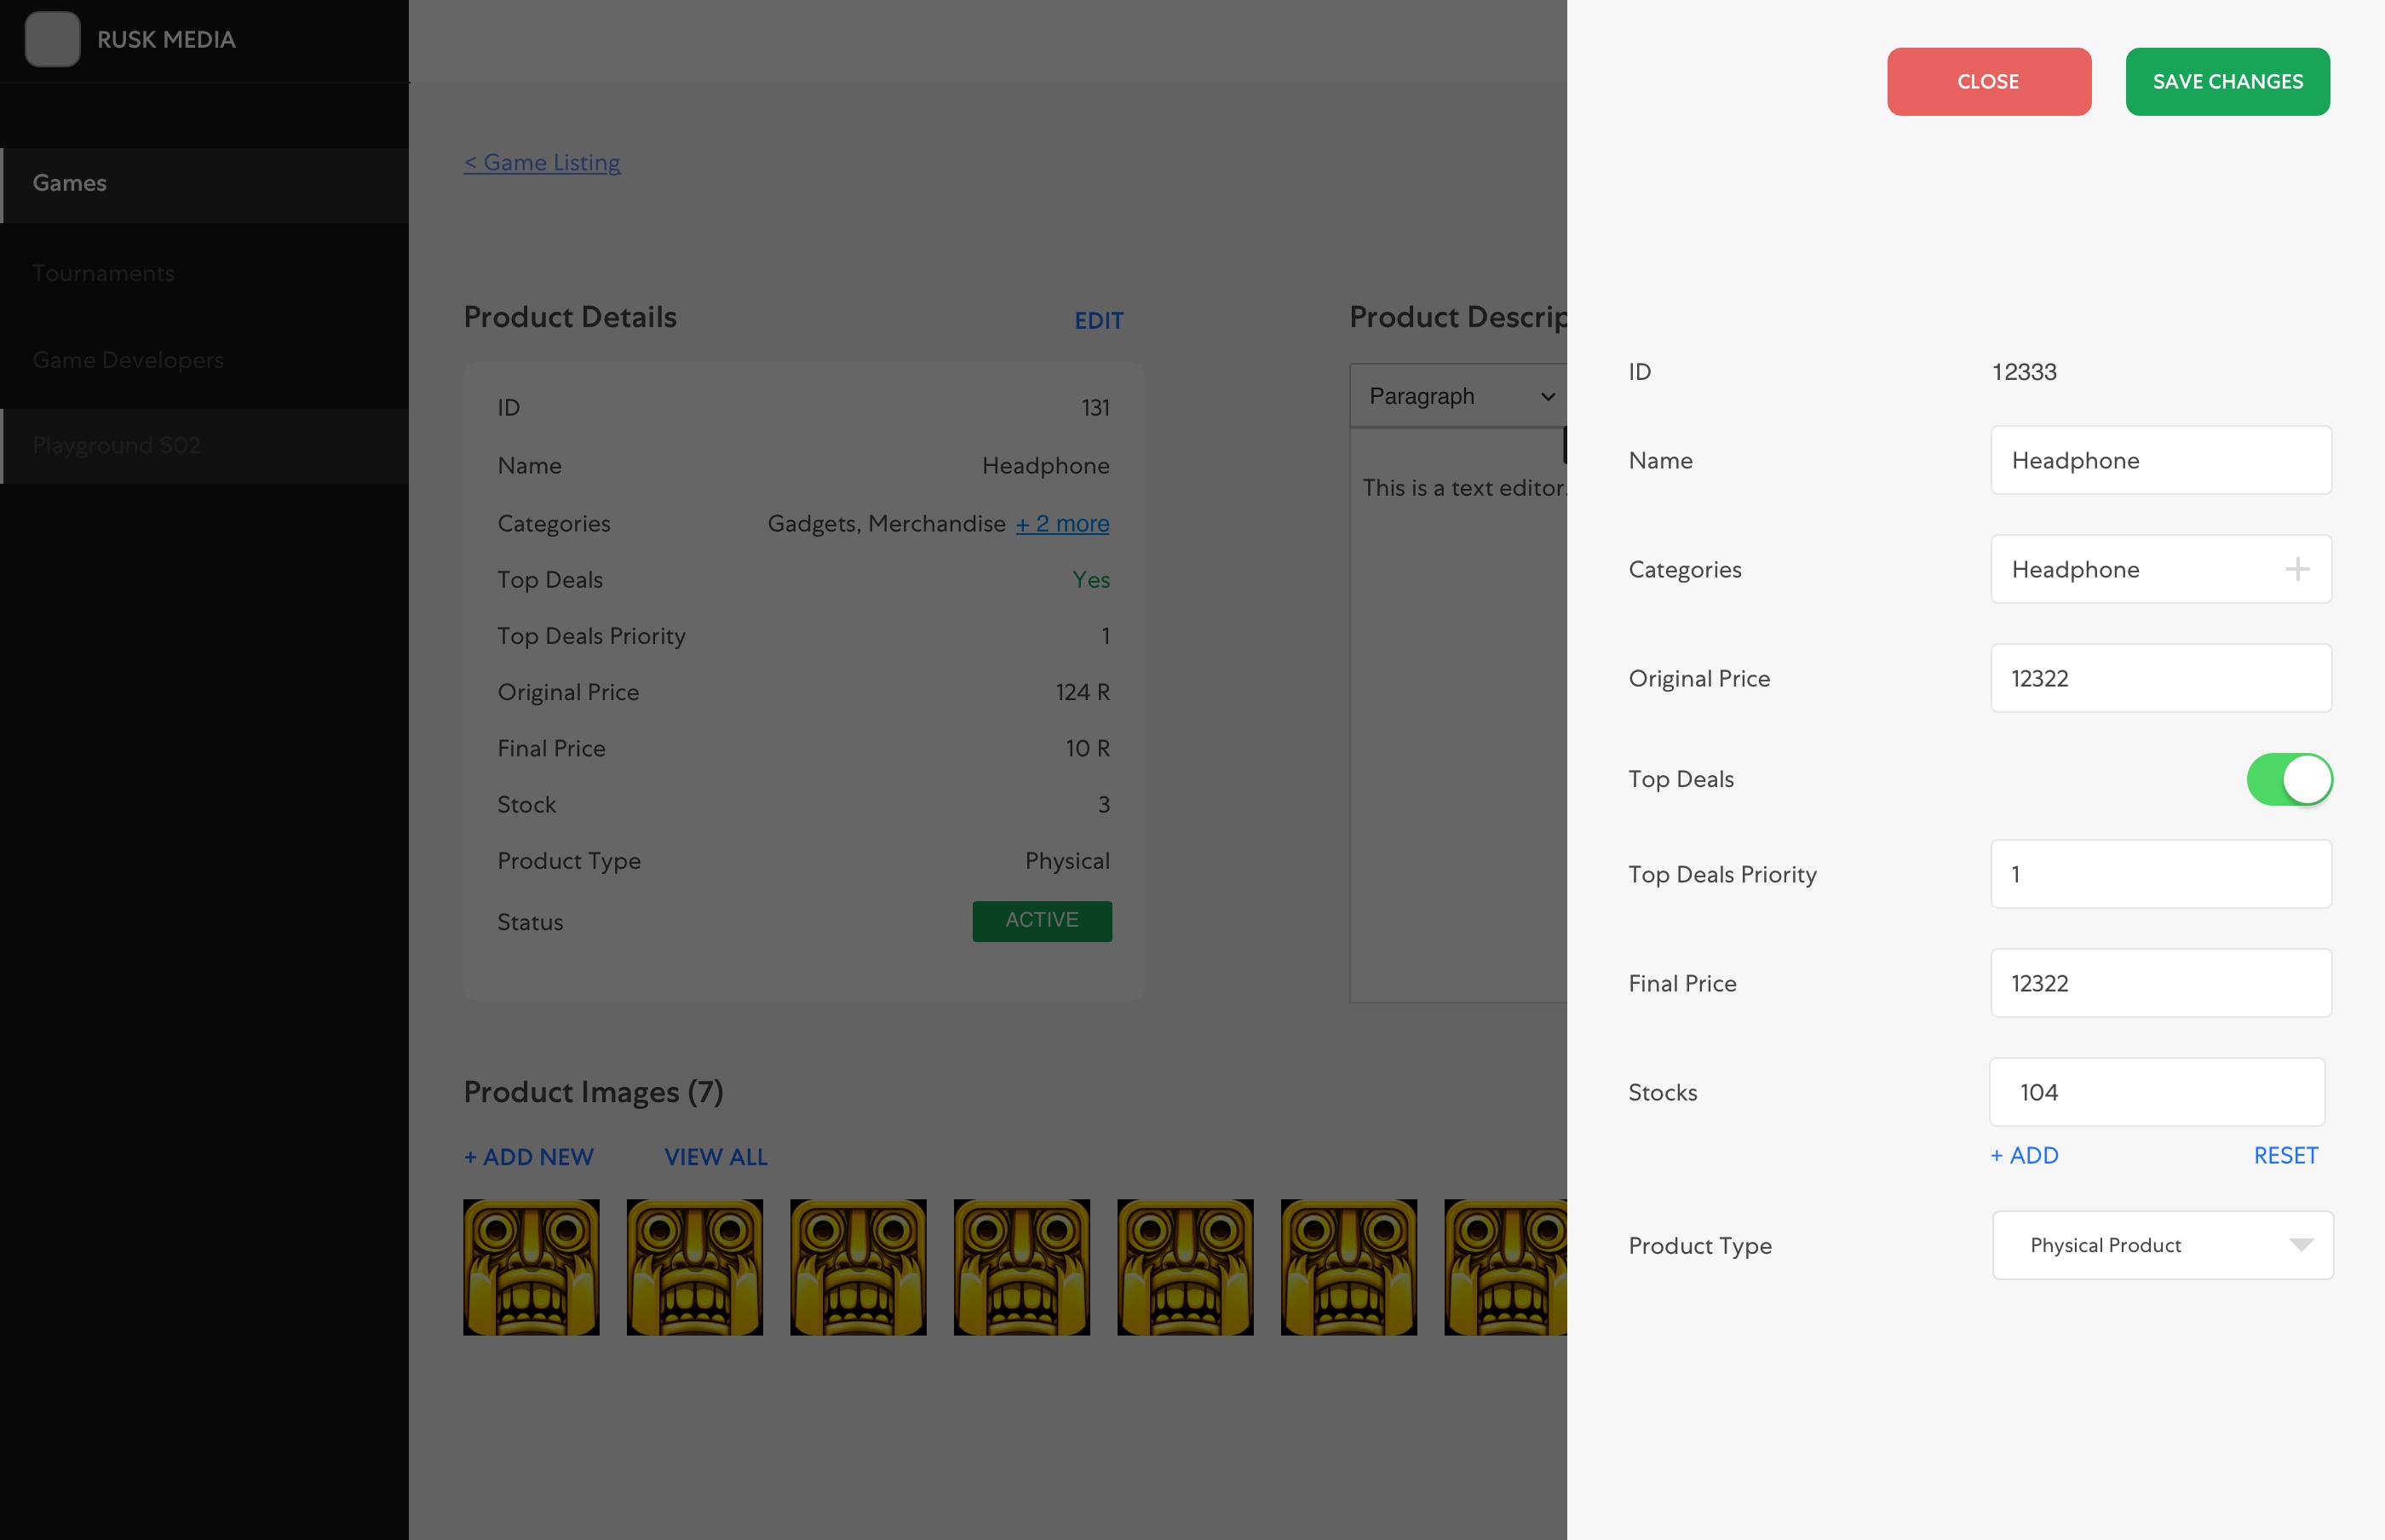 RUSK MEDIA
Games
Tournaments
Game Developers
Playground S02
< Game Listing
Product Details
EDIT
ID 131
Name Headphone
Categories Gadgets, Merchandise + 2 more
Top Deals Yes
Top Deals Priority 1
Original Price 124 R
Final Price 10 R
Stock 3
Product Type Physical
Status ACTIVE
Product Descrip
Paragraph
This is a text editor.
Product Images (7)
+ ADD NEW VIEW ALL
CLOSE SAVE CHANGES
ID 12333
Name Headphone
Categories Headphone
Original Price 12322
Top Deals
Top Deals Priority 1
Final Price 12322
Stocks 104
+ ADD RESET
Product Type Physical Product